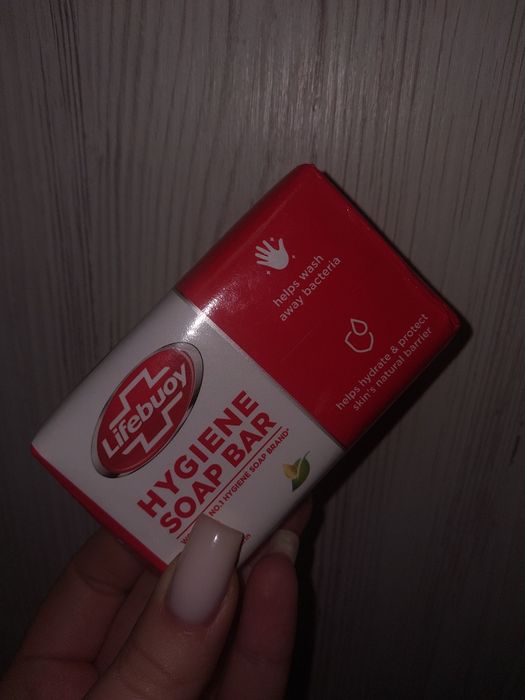 helps wash
away bacteria
helps hydrate & protect
skin's natural barrier
Lifebuoy
HYGIENE
SOAP BAR
NO.1 HYGIENE SOAP BRAND*